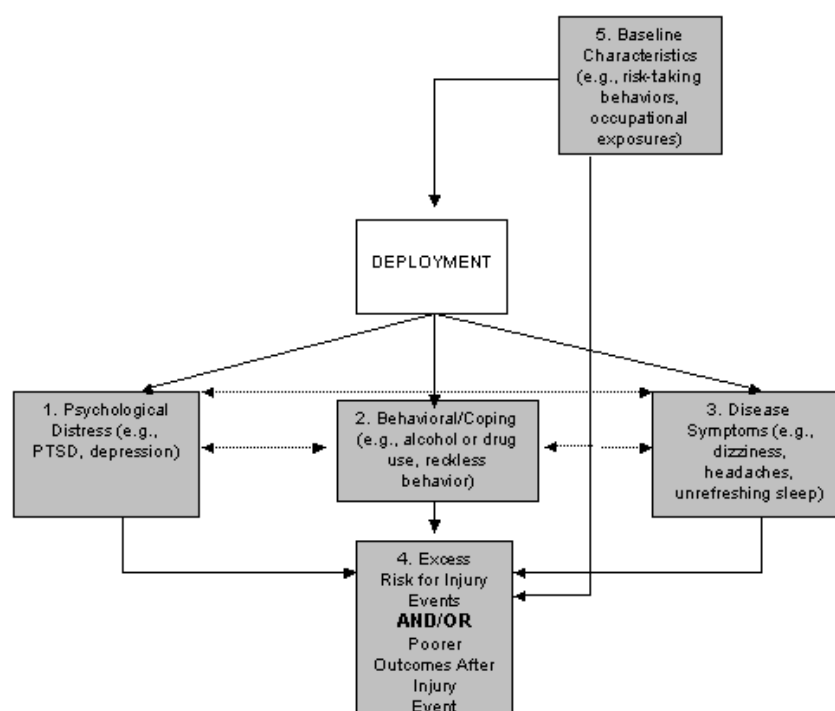 5. Baseline
Characteristics
(e.g., risk-taking
behaviors,
occupational
exposures)
DEPLOYMENT
1. Psychological
Distress (e.g.,
PTSD, depression)
2. Behavioral/Coping
(e.g., alcohol or drug
use, reckless
behavior)
3. Disease
Symptoms (e.g.,
dizziness,
headaches,
unrefreshing sleep)
4. Excess
Risk for Injury
Events
AND/OR
Poorer
Outcomes After
Injury
Event